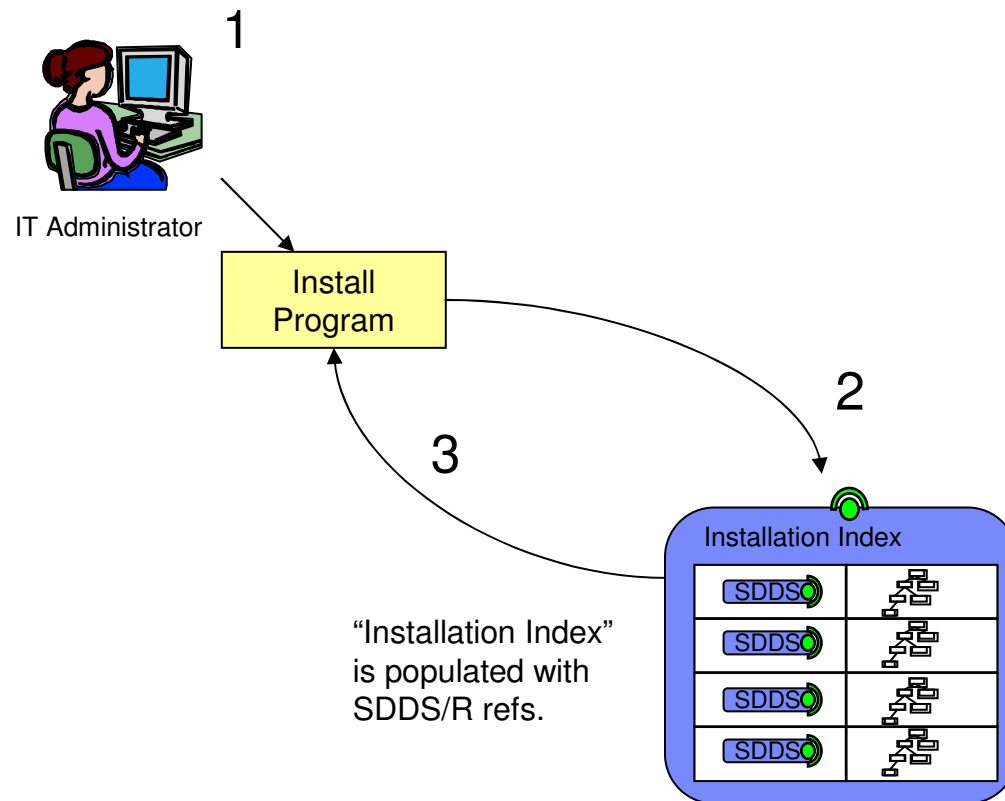 1
IT Administrator
Install
Program
2
3
Installation Index
SDDS
SDDS
SDDS
SDDS
“Installation Index”
is populated with
SDDS/R refs.